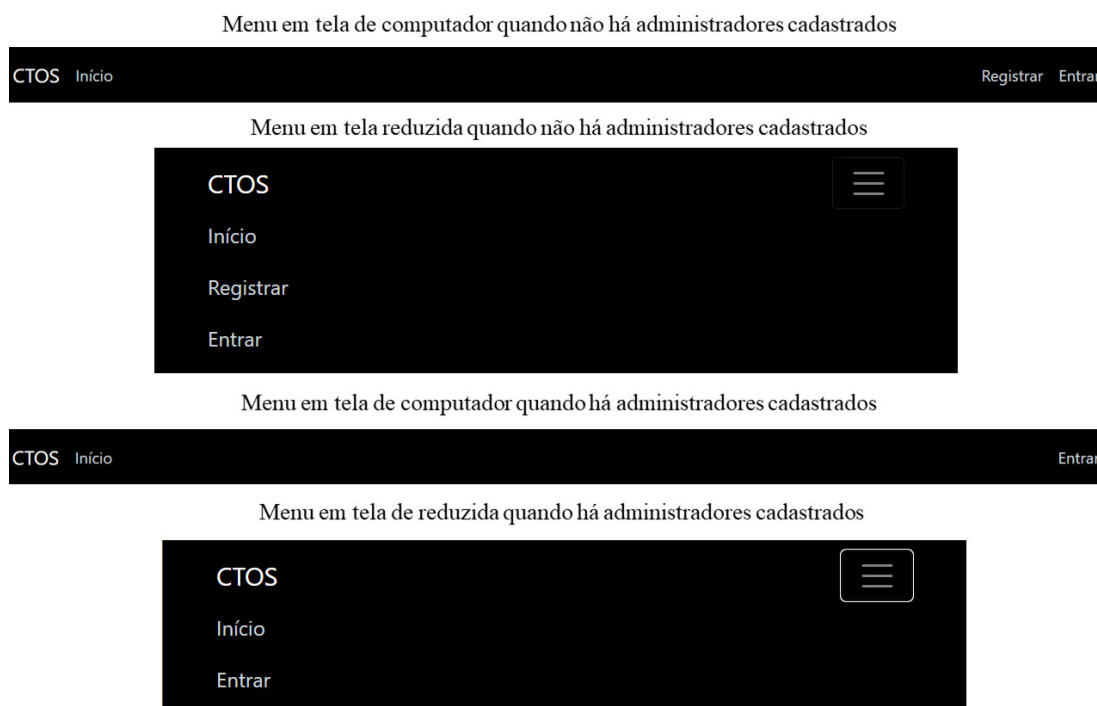 Menu em tela de computador quando não há administradores cadastrados
CTOS Início Registrar Entrar
Menu em tela reduzida quando não há administradores cadastrados
CTOS
Início
Registrar
Entrar
Menu em tela de computador quando há administradores cadastrados
CTOS Início Entrar
Menu em tela de reduzida quando há administradores cadastrados
CTOS
Início
Entrar